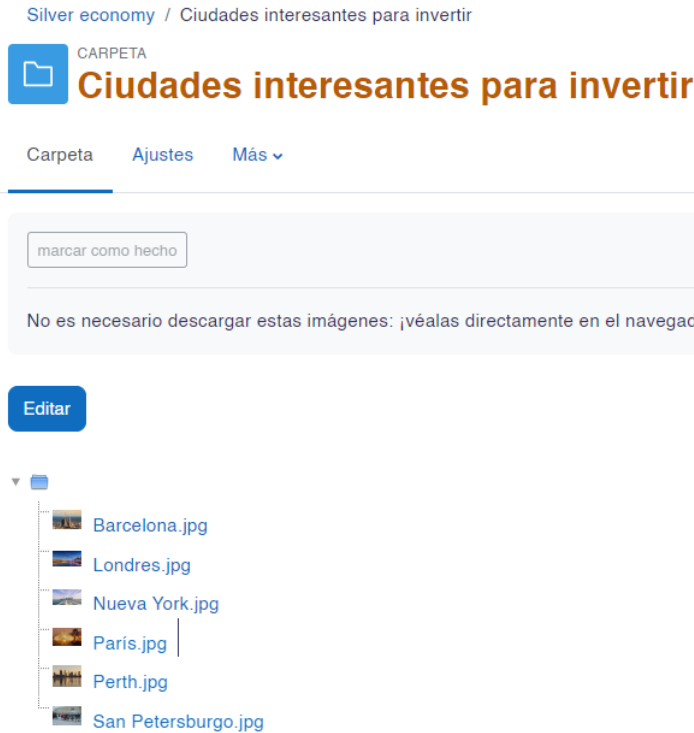 Silver economy / Ciudades interesantes para invertir
CARPETA
Ciudades interesantes para invertir
Carpeta Ajustes Más
marcar como hecho
No es necesario descargar estas imágenes: ¡véalas directamente en el navegad
Editar
Barcelona.jpg
Londres.jpg
Nueva York.jpg
París.jpg
Perth.jpg
San Petersburgo.jpg